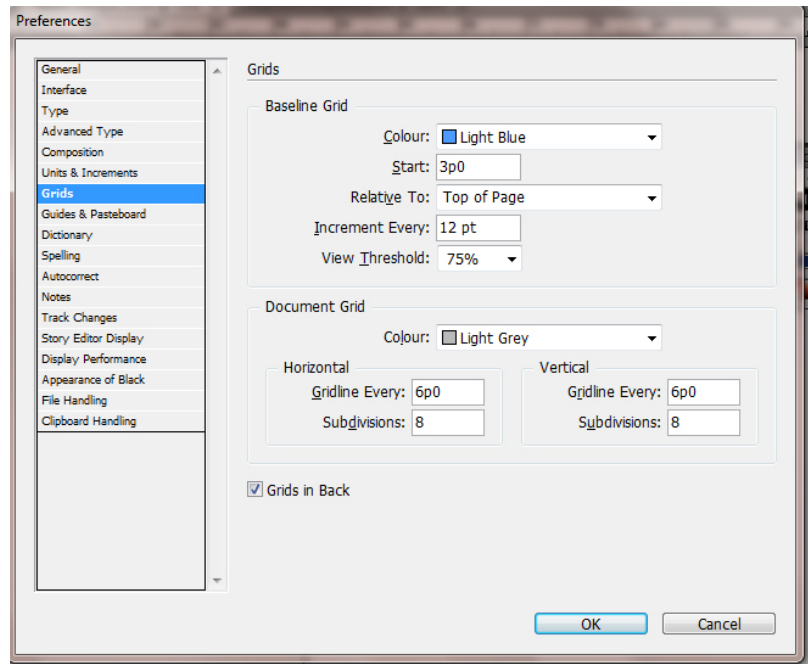 Preferences
General
Interface
Type
Advanced Type
Composition
Units & Increments
Grids
Guides & Pasteboard
Dictionary
Spelling
Autocorrect
Notes
Track Changes
Story Editor Display
Display Performance
Appearance of Black
File Handling
Clipboard Handling
Grids
Baseline Grid
Colour: Light Blue
Start: 3p0
Relative To: Top of Page
Increment Every: 12 pt
View Threshold: 75%
Document Grid
Colour: Light Grey
Horizontal
Gridline Every: 6p0
Subdivisions: 8
Vertical
Gridline Every: 6p0
Subdivisions: 8
Grids in Back
OK Cancel